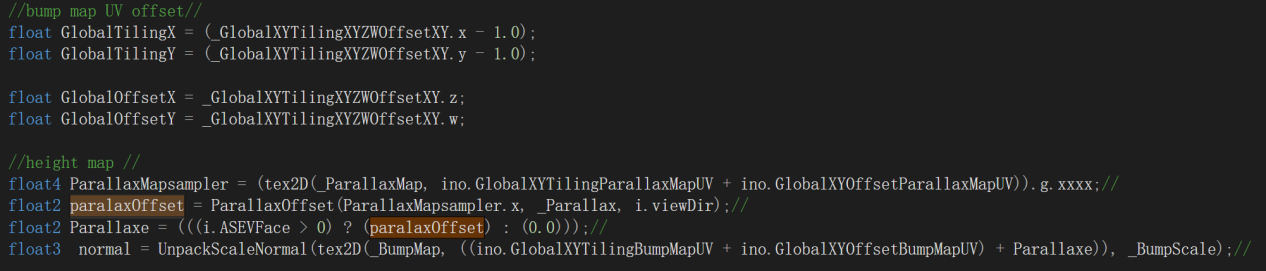 //bump map UV offset//
float GlobalTilingX = (_GlobalXYTilingXYZWOffsetXY.x - 1.0);
float GlobalTilingY = (_GlobalXYTilingXYZWOffsetXY.y - 1.0);
float GlobalOffsetX = _GlobalXYTilingXYZWOffsetXY.z;
float GlobalOffsetY = _GlobalXYTilingXYZWOffsetXY.w;
//height map //
float4 ParallaxMapsampler = (tex2D(_ParallaxMap, ino.GlobalXYTilingParallaxMapUV + ino.GlobalXYOffsetParallaxMapUV)).g.xxxx;//
float2 paralaxOffset = ParallaxOffset(ParallaxMapsampler.x, _Parallax, i.viewDir);//
float2 Parallaxe = (((i.ASEVFace > 0) ? (paralaxOffset) : (0.0)));//
float3  normal = UnpackScaleNormal(tex2D(_BumpMap, ((ino.GlobalXYTilingBumpMapUV + ino.GlobalXYOffsetBumpMapUV) + Parallaxe)), _BumpScale);//